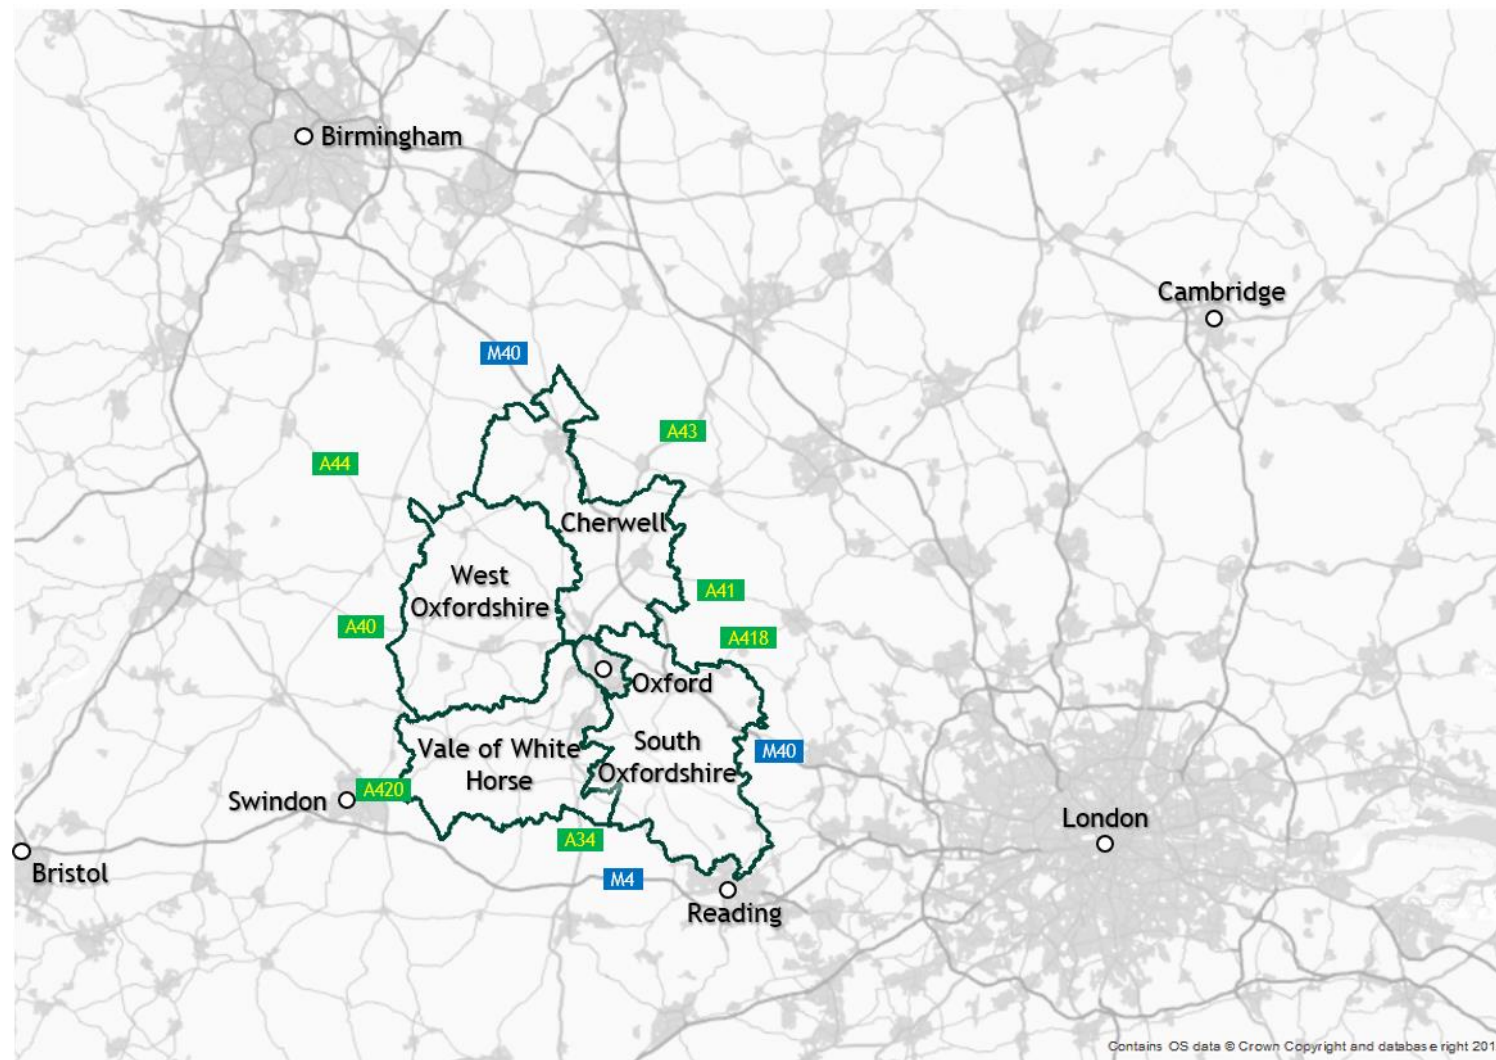 Birmingham
Cambridge
M40
A43
A44
Cherwell
West
Oxfordshire
A41
A40
A418
Oxford
South
Oxfordshire
M40
Vale of White
Horse
A420
Swindon
London
A34
Bristol
M4
Reading
Contains OS data © Crown Copyright and database right 201